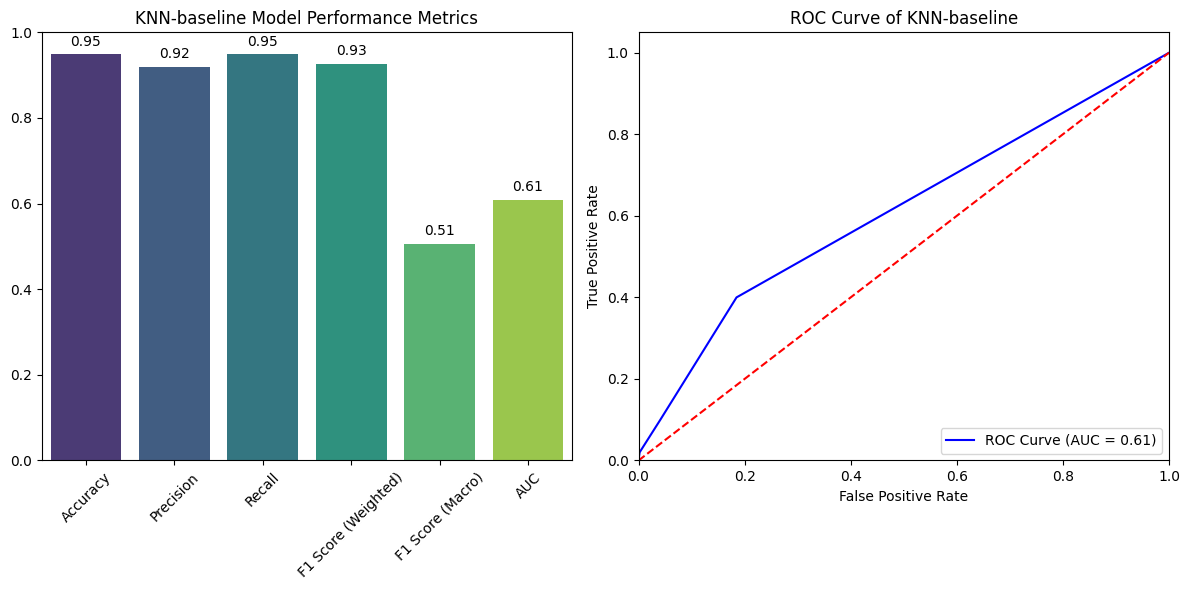 KNN-baseline Model Performance Metrics
1.0
0.8
0.6
0.4
0.2
0.0
0.95
0.92
0.95
0.93
0.51
0.61
Accuracy
Precision
Recall
F1 Score (Weighted)
F1 Score (Macro)
AUC
ROC Curve of KNN-baseline
True Positive Rate
1.0
0.8
0.6
0.4
0.2
0.0
ROC Curve (AUC = 0.61)
0.0 0.2 0.4 0.6 0.8 1.0
False Positive Rate